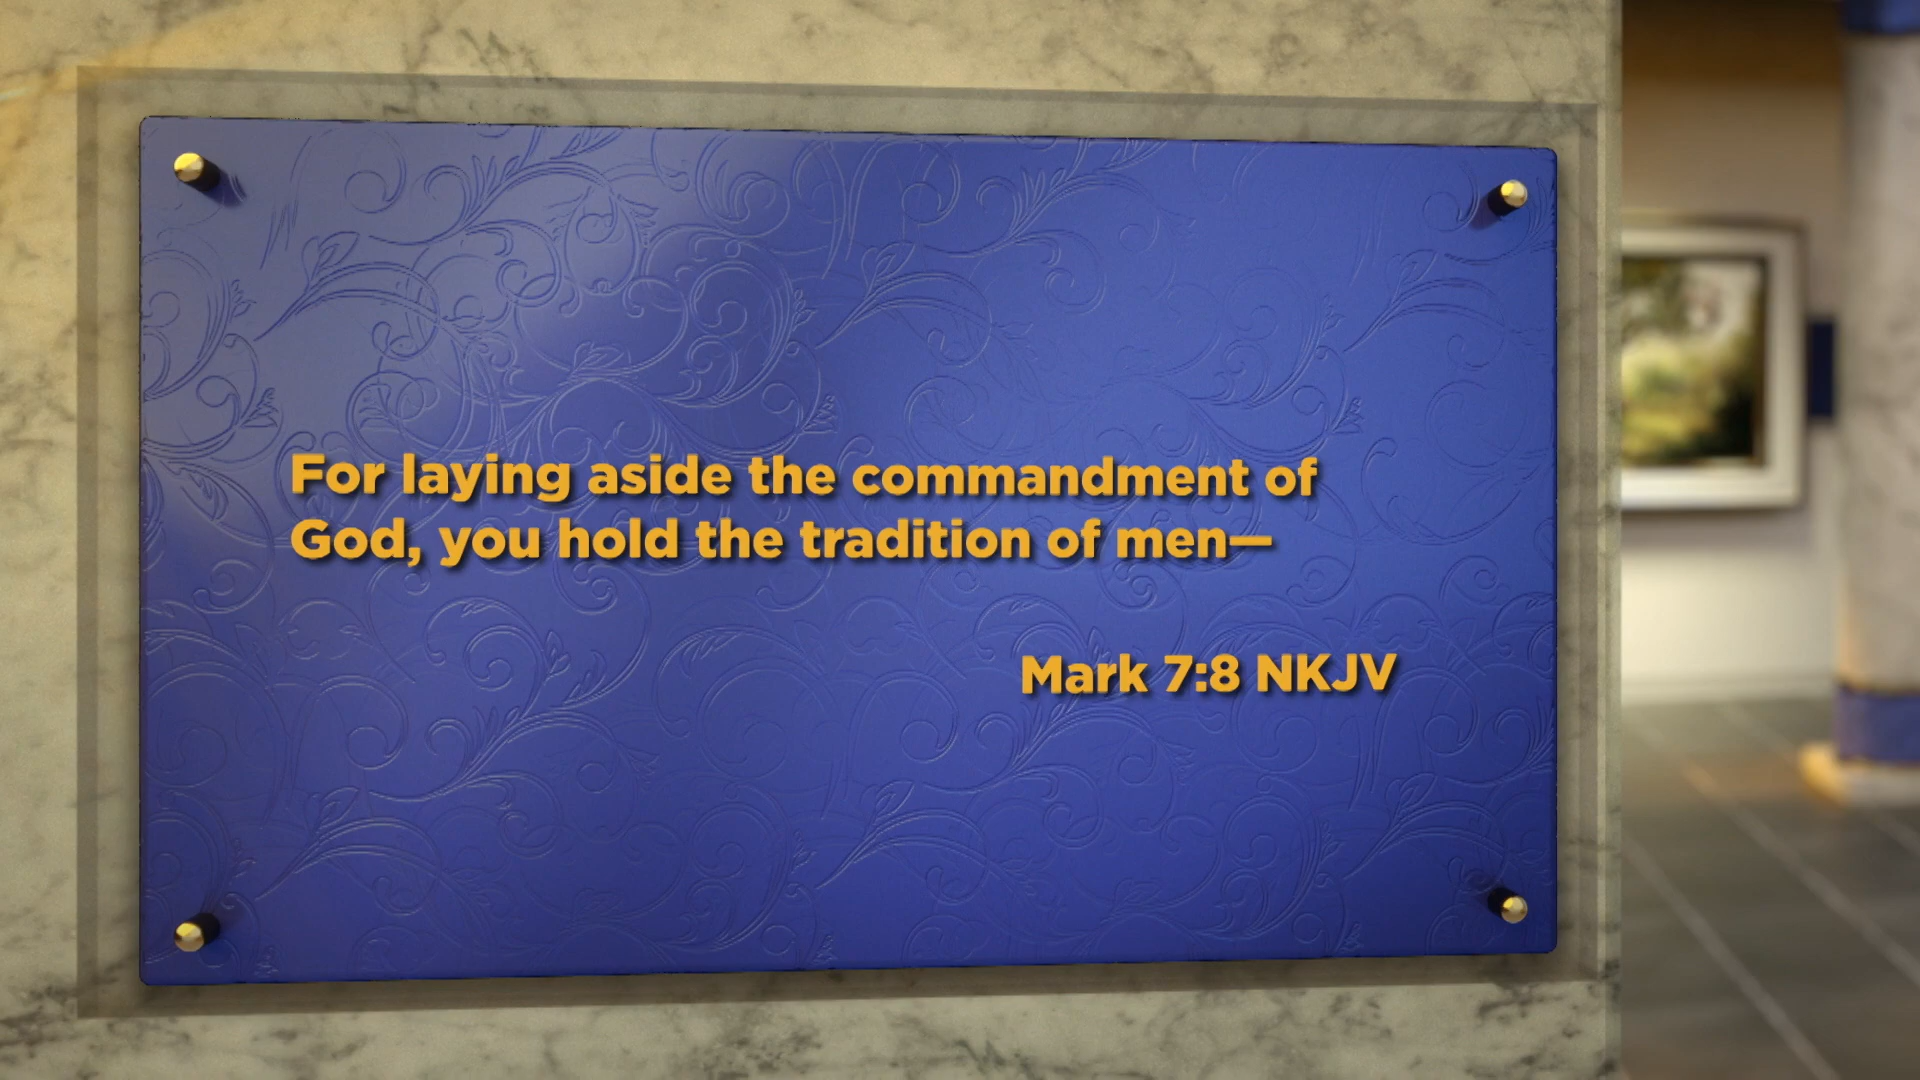 For laying aside the commandment of
God, you hold the tradition of men—
Mark 7:8 NKJV